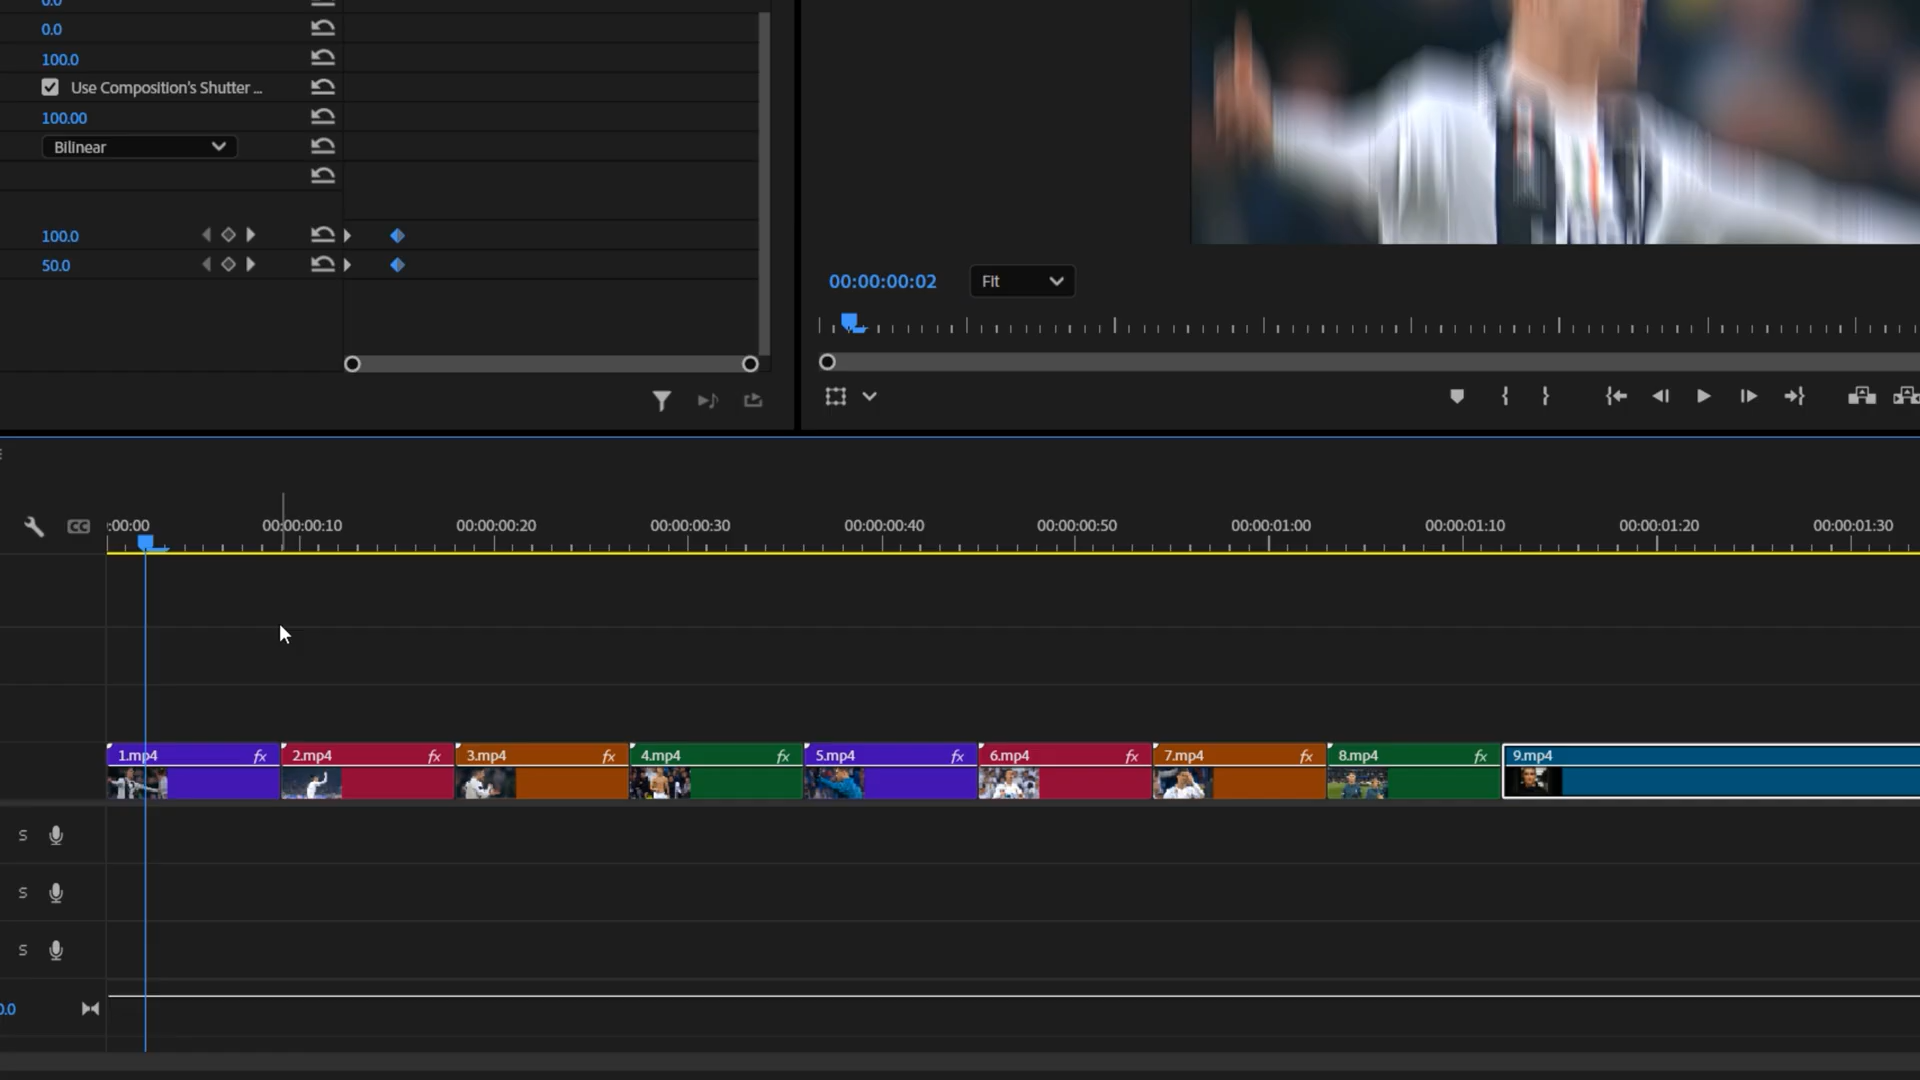 0.0
0.0
100.0
Use Composition's Shutter ...
100.00
Bilinear
100.0
50.0
00:00:00:02
Fit
CC
:00:00
00:00:00:10
00:00:00:20
00:00:00:30
00:00:00:40
00:00:00:50
00:00:01:00
00:00:01:10
00:00:01:20
00:00:01:30
1.mp4 fx
2.mp4 fx
3.mp4 fx
4.mp4 fx
5.mp4 fx
6.mp4 fx
7.mp4 fx
8.mp4 fx
9.mp4
S
S
S
0.0